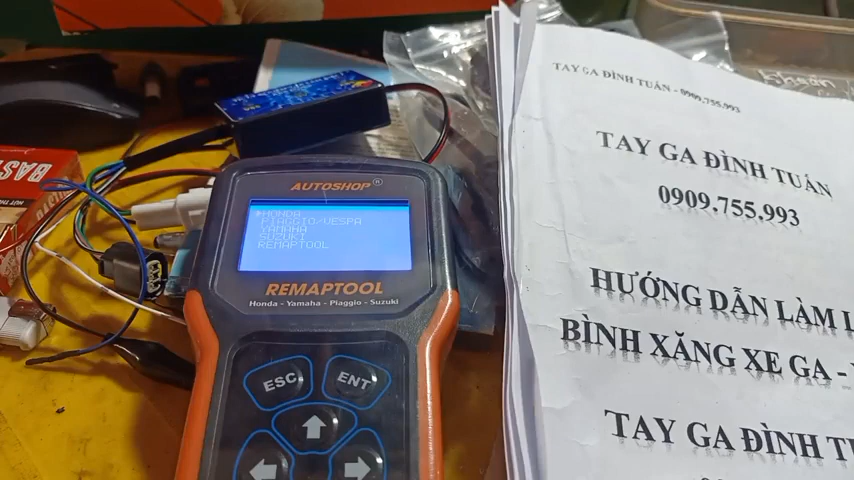 AUTOSHOP®
HONDA
PIAGGIO/VESPA
YAMAHA
SUZUKI
REMAPTOOL
REMAPTOOL
Honda - Yamaha - Piaggio - Suzuki
ESC
ENT
TAY GA ĐÌNH TUẤN - 0909.755.993
TAY GA ĐÌNH TUẤN
0909.755.993
HƯỚNG DẪN LÀM
BÌNH XĂNG XE GA -
TAY GA ĐÌNH